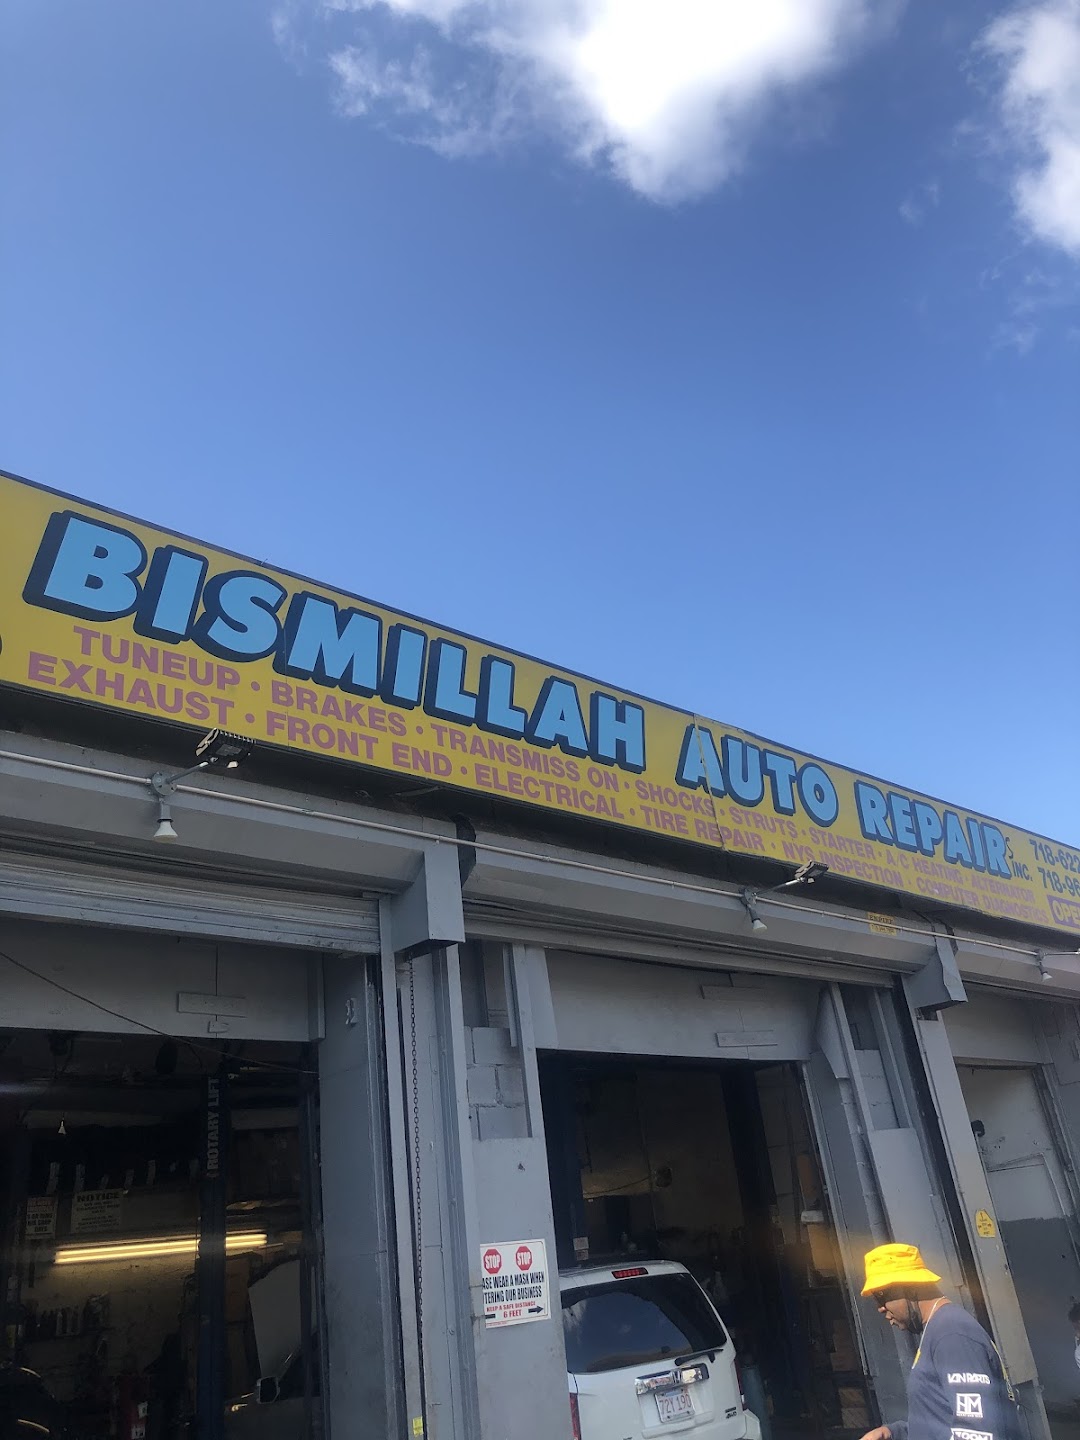 BISMILLAH AUTO REPAIR INC.
TUNEUP · BRAKES · TRANSMISS ON · SHOCKS · STRUTS · STARTER · A/C HEATING ALTERNATOR
EXHAUST · FRONT END · ELECTRICAL · TIRE REPAIR · NYS INSPECTION · COMPUTER DIAGNOSTICS
718-622
718-96
OPE
ROTARY LIFT
NOTICE
STOP STOP
ASE WEAR A MASK WHEN
TERING OUR BUSINESS
KEEP A SAFE DISTANCE
6 FEET